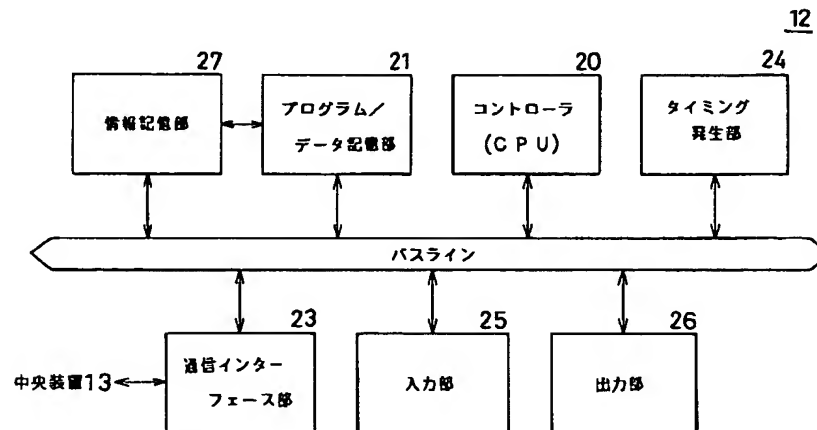 12
27
21
20
24
情報記憶部
プログラム/
データ記憶部
コントローラ
(CPU)
タイミング
発生部
バスライン
23
25
26
中央装置13
通信インター
フェース部
入力部
出力部